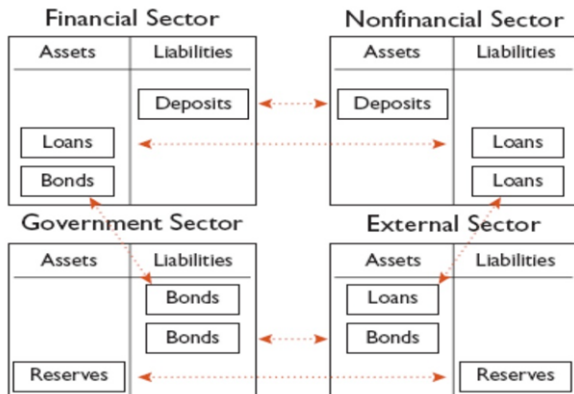 Financial Sector
Assets Liabilities
Deposits
Loans
Bonds
Nonfinancial Sector
Assets Liabilities
Deposits
Loans
Loans
Government Sector
Assets Liabilities
Bonds
Bonds
Reserves
External Sector
Assets Liabilities
Loans
Bonds
Reserves